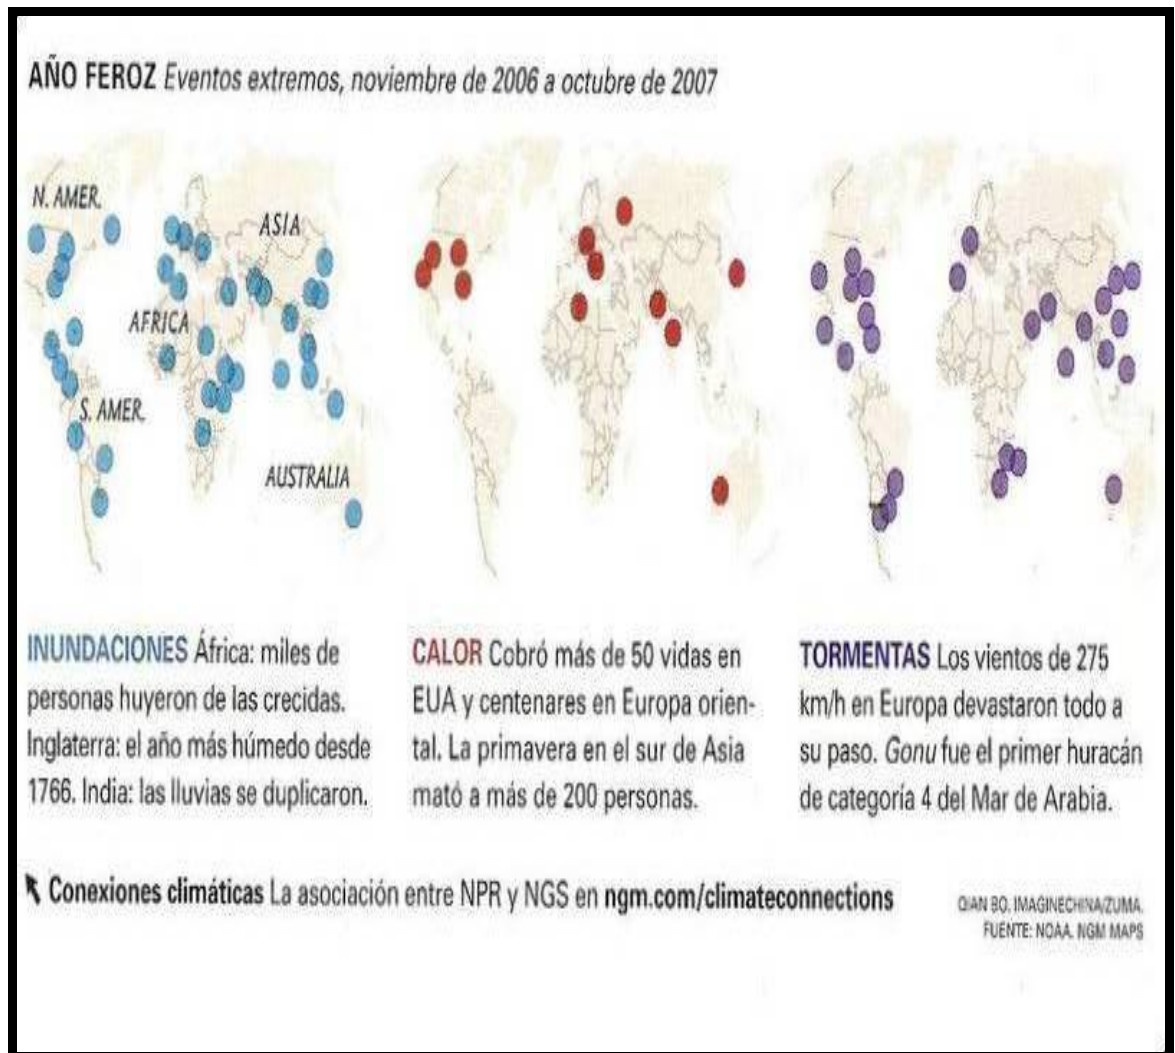 AÑO FEROZ Eventos extremos, noviembre de 2006 a octubre de 2007
N. AMER.
ASIA
AFRICA
S. AMER.
AUSTRALIA
INUNDACIONES África: miles de
personas huyeron de las crecidas.
Inglaterra: el año más húmedo desde
1766. India: las lluvias se duplicaron.
CALOR Cobró más de 50 vidas en
EUA y centenares en Europa orien-
tal. La primavera en el sur de Asia
mató a más de 200 personas.
TORMENTAS Los vientos de 275
km/h en Europa devastaron todo a
su paso. Gonu fue el primer huracán
de categoría 4 del Mar de Arabia.
Conexiones climáticas La asociación entre NPR y NGS en ngm.com/climateconnections
QIAN BO, IMAGINECHINA/ZUMA.
FUENTE: NOAA. NGM MAPS